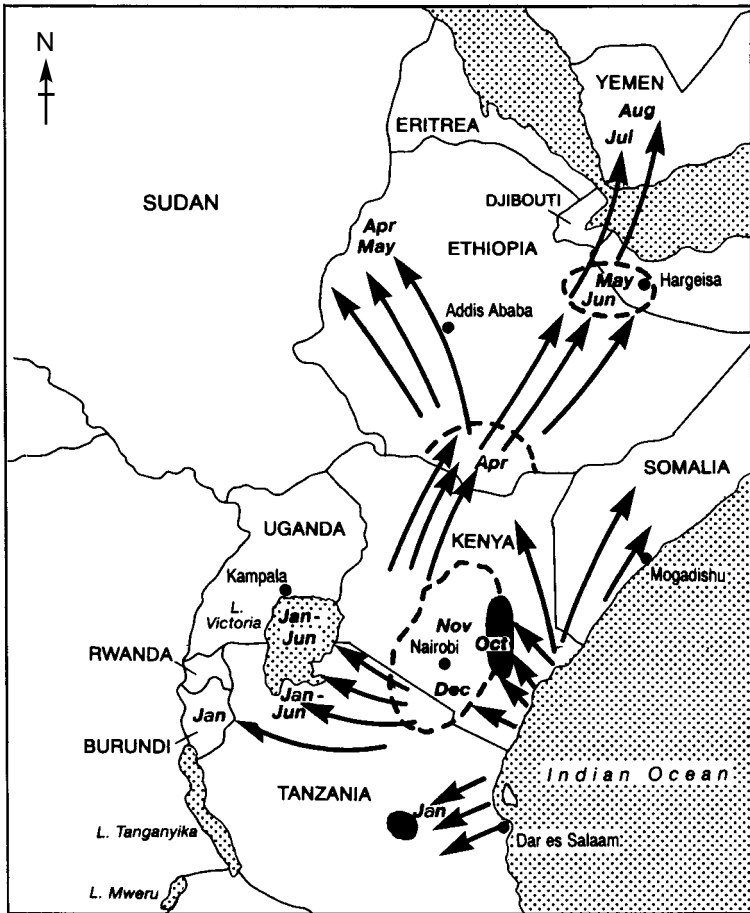 N
YEMEN
Aug
Jul
ERITREA
SUDAN
DJIBOUTI
Apr
May
ETHIOPIA
May
Jun
Hargeisa
Addis Ababa
Apr
SOMALIA
UGANDA
KENYA
Kampala
Mogadishu
L.
Victoria
Jan-
Jun
Nov
Nairobi
Oct
RWANDA
Dec
Jan-
Jun
Jan
BURUNDI
Indian Ocean
TANZANIA
Jan
L. Tanganyika
Dar es Salaam
L. Mweru